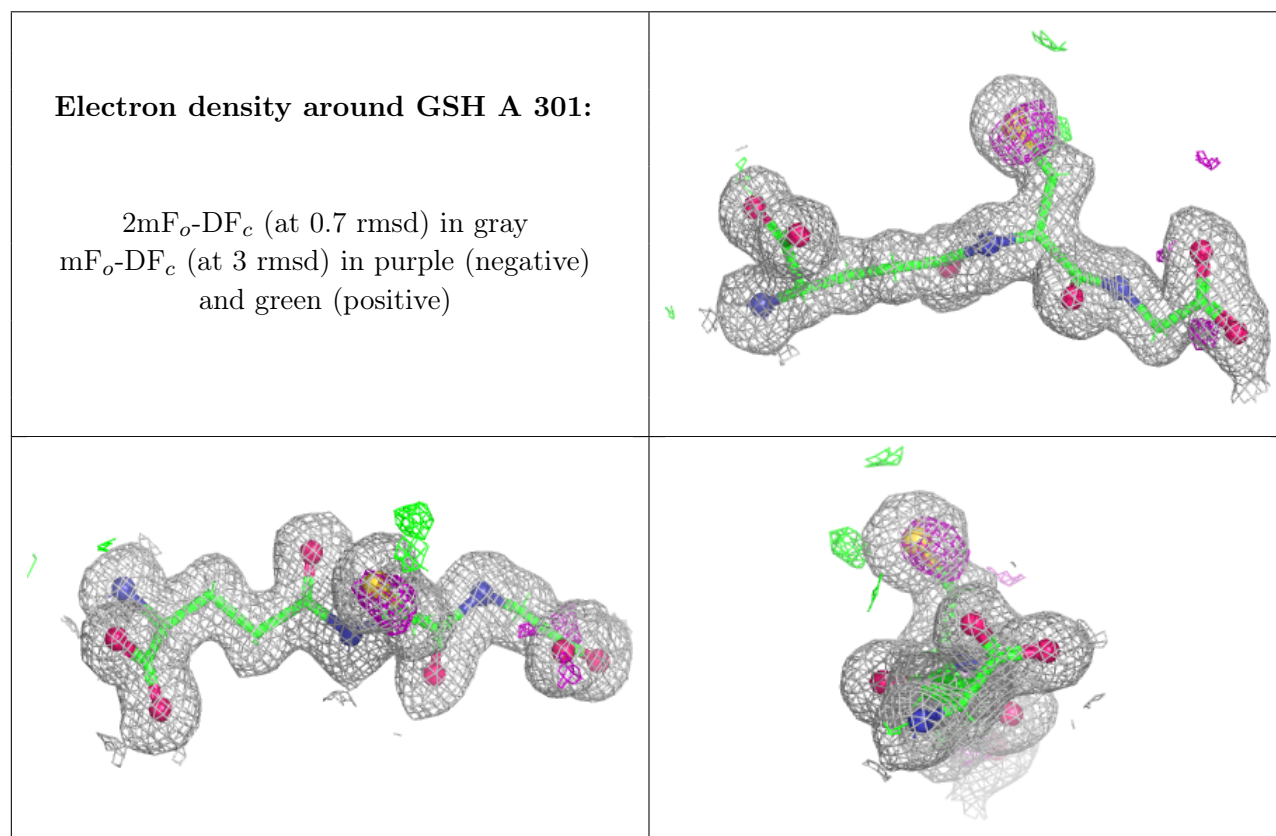 Electron density around GSH A 301:
2mFo-DFc (at 0.7 rmsd) in gray
mFo-DFc (at 3 rmsd) in purple (negative)
and green (positive)